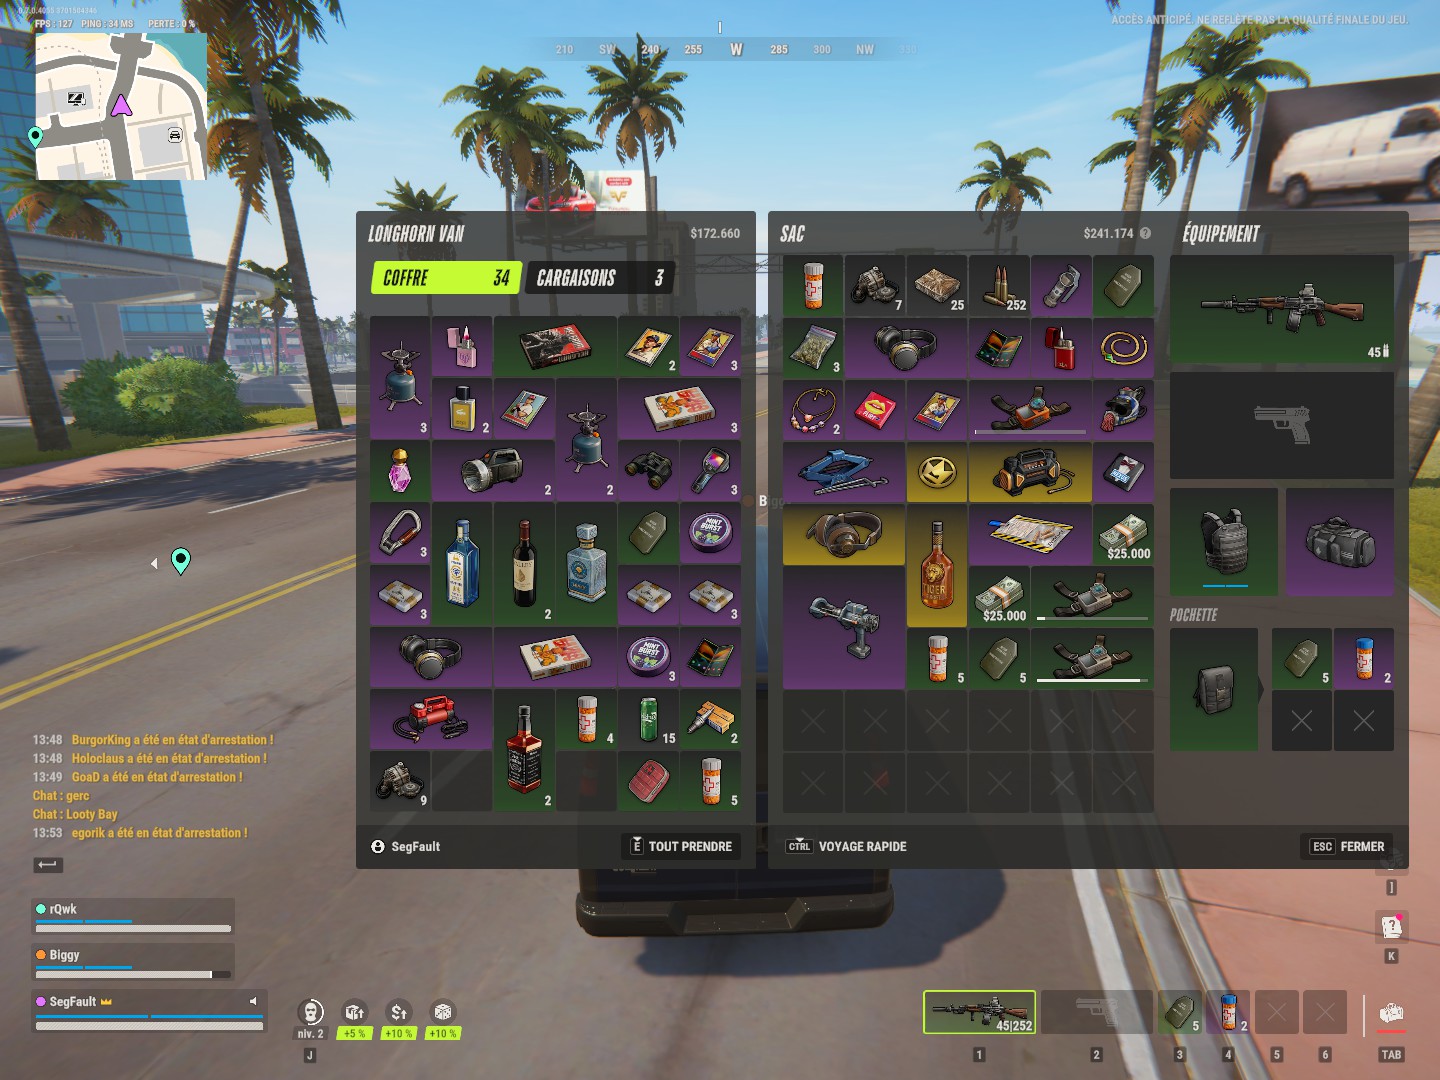 FPS : 127 PING : 34 MS PERTE : 0 %
ACCÈS ANTICIPÉ. NE REFLÈTE PAS LA QUALITÉ FINALE DU JEU.
210 SW 240 255 W 285 300 NW 330
LONGHORN VAN $172.660
COFFRE 34
CARGAISONS 3
2 3
3 2 3
2 2 3
3 2
MINT BURST
3 3
MINT BURST 3
4 15 2
9 2 5
SegFault
E TOUT PRENDRE
SAC $241.174 ?
7 25 252
3
2
$25.000
TIGER
$25.000
5 5
CTRL VOYAGE RAPIDE
ÉQUIPEMENT
45
POCHETTE
5 2
ESC FERMER
13:48 BurgorKing a été en état d'arrestation !
13:48 Holoclaus a été en état d'arrestation !
13:49 GoaD a été en état d'arrestation !
Chat : gerc
Chat : Looty Bay
13:53 egorik a été en état d'arrestation !
rQwk
Biggy
SegFault
niv. 2 +5 % +10 % +10 %
J
]
?
K
45|252 5 2
1 2 3 4 5 6 TAB